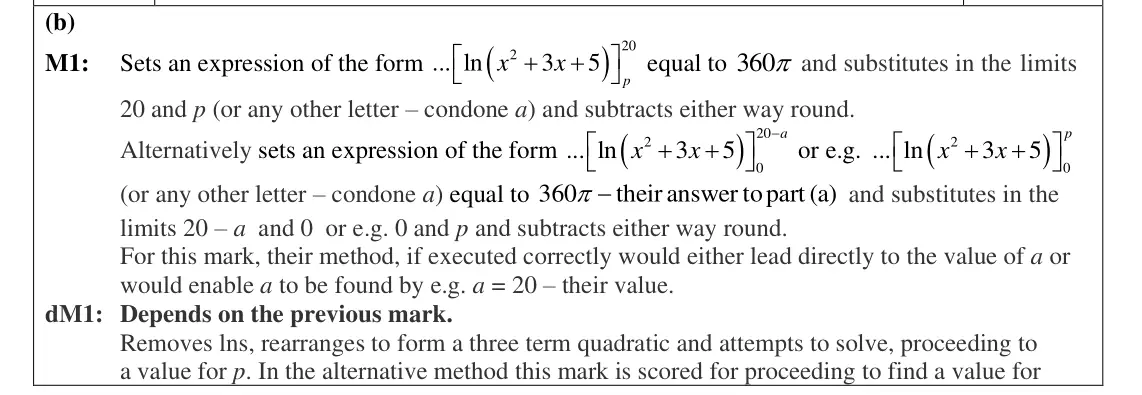 (b)
M1: Sets an expression of the form ...[ln(x² + 3x + 5)]²⁰ₚ equal to 360π and substitutes in the limits
20 and p (or any other letter – condone a) and subtracts either way round.
Alternatively sets an expression of the form ...[ln(x² + 3x + 5)]²⁰⁻ᵃ₀ or e.g. ...[ln(x² + 3x + 5)]ᵖ₀
(or any other letter – condone a) equal to 360π – their answer to part (a) and substitutes in the
limits 20 – a and 0 or e.g. 0 and p and subtracts either way round.
For this mark, their method, if executed correctly would either lead directly to the value of a or
would enable a to be found by e.g. a = 20 – their value.
dM1: Depends on the previous mark.
Removes lns, rearranges to form a three term quadratic and attempts to solve, proceeding to
a value for p. In the alternative method this mark is scored for proceeding to find a value for